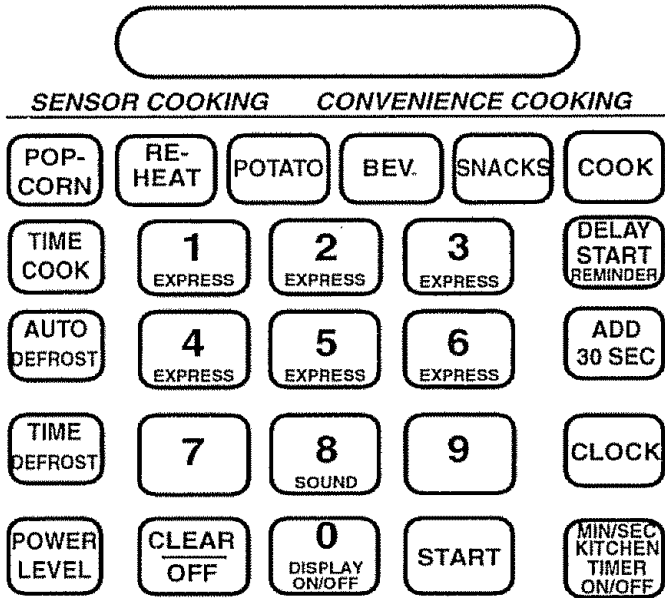 SENSOR COOKING CONVENIENCE COOKING
POP-
CORN
RE-
HEAT
POTATO
BEV.
SNACKS
COOK
TIME
COOK
1
EXPRESS
2
EXPRESS
3
EXPRESS
DELAY
START
REMINDER
AUTO
DEFROST
4
EXPRESS
5
EXPRESS
6
EXPRESS
ADD
30 SEC
TIME
DEFROST
7
8
SOUND
9
CLOCK
POWER
LEVEL
CLEAR
OFF
0
DISPLAY
ON/OFF
START
MIN/SEC
KITCHEN
TIMER
ON/OFF